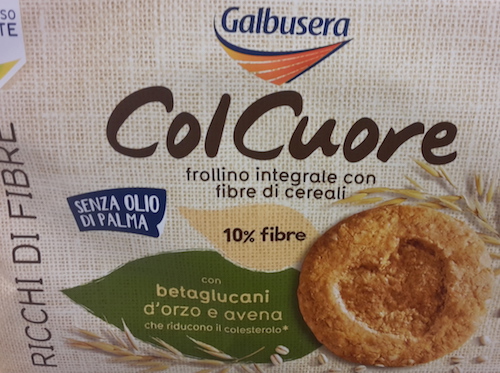 Galbusera
ColCuore
frollino integrale con
fibre di cereali
SENZA OLIO
DI PALMA
10% fibre
con
betaglucani
d'orzo e avena
che riducono il colesterolo*
RICCHI DI FIBRE